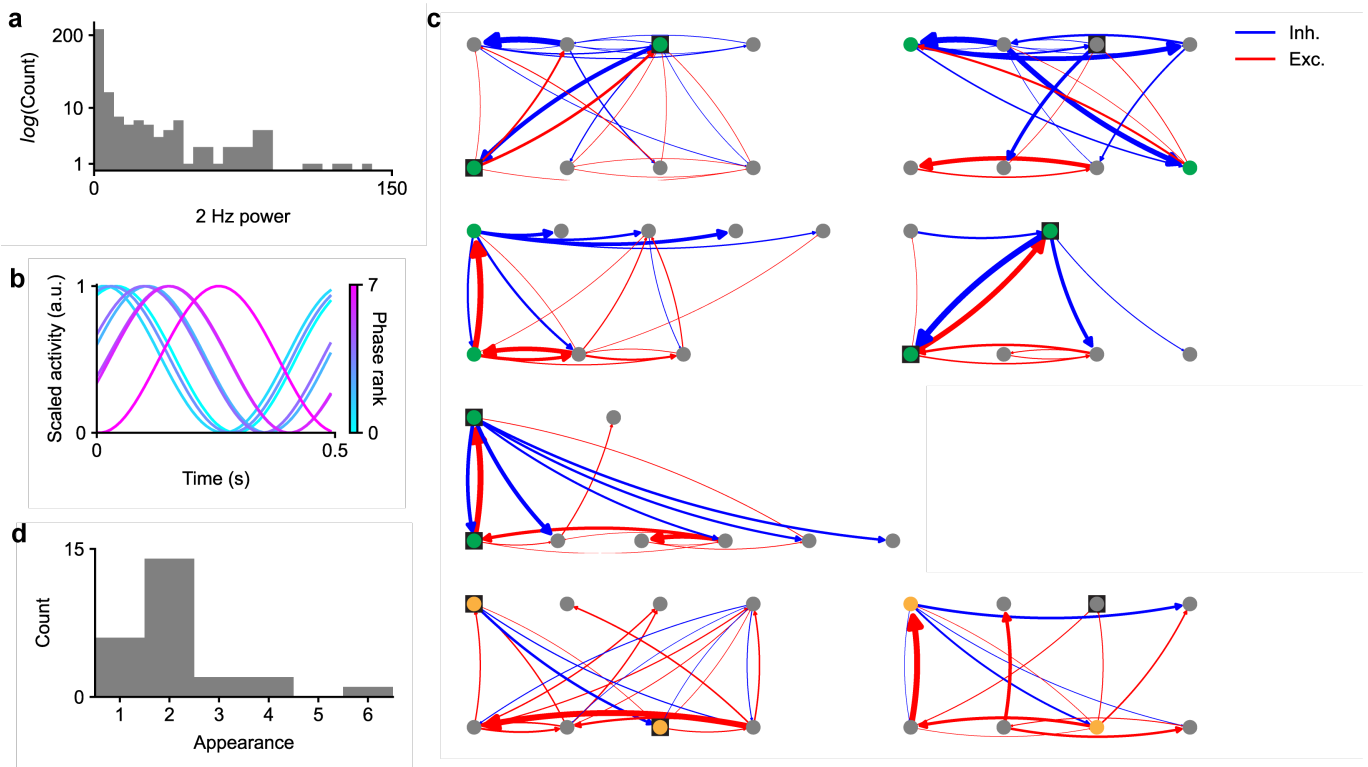 a
200
10
1
log(Count)
0
150
2 Hz power
b
1
0
Scaled activity (a.u.)
0
0.5
Time (s)
7
0
Phase rank
c
Inh.
Exc.
d
15
0
Count
1 2 3 4 5 6
Appearance